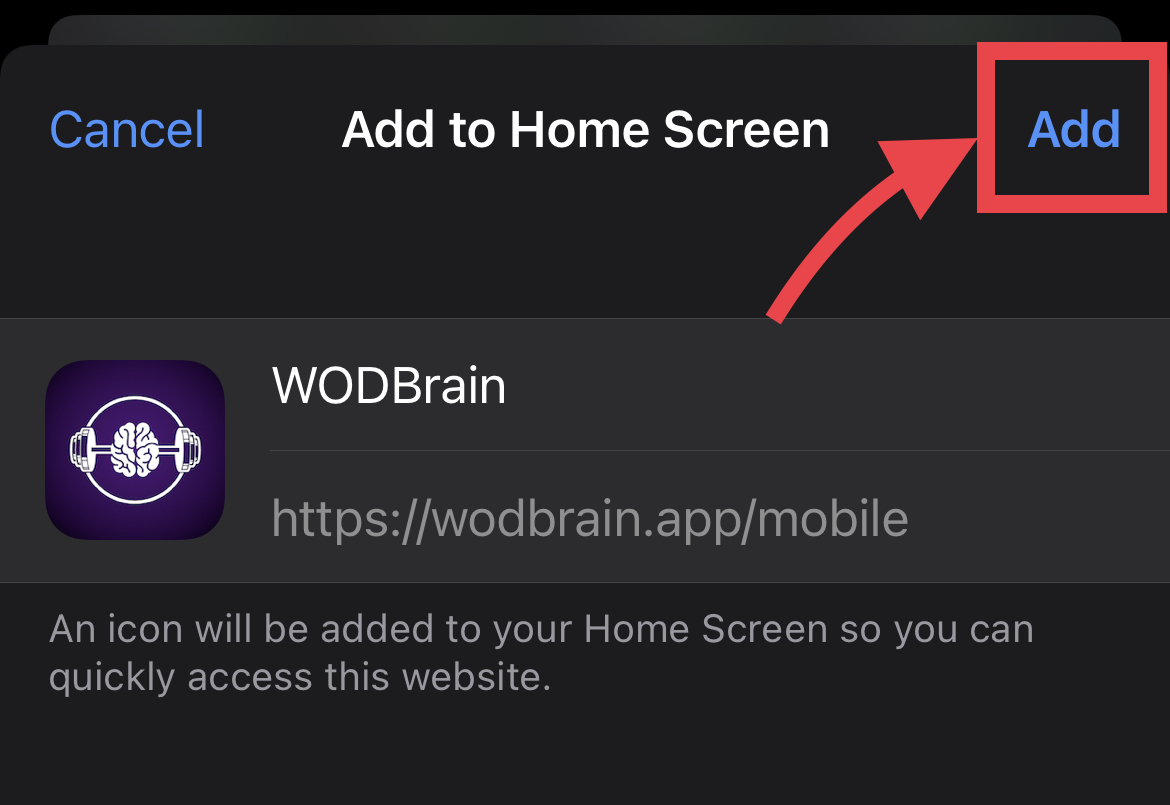 Cancel Add to Home Screen Add
WODBrain
https://wodbrain.app/mobile
An icon will be added to your Home Screen so you can
quickly access this website.